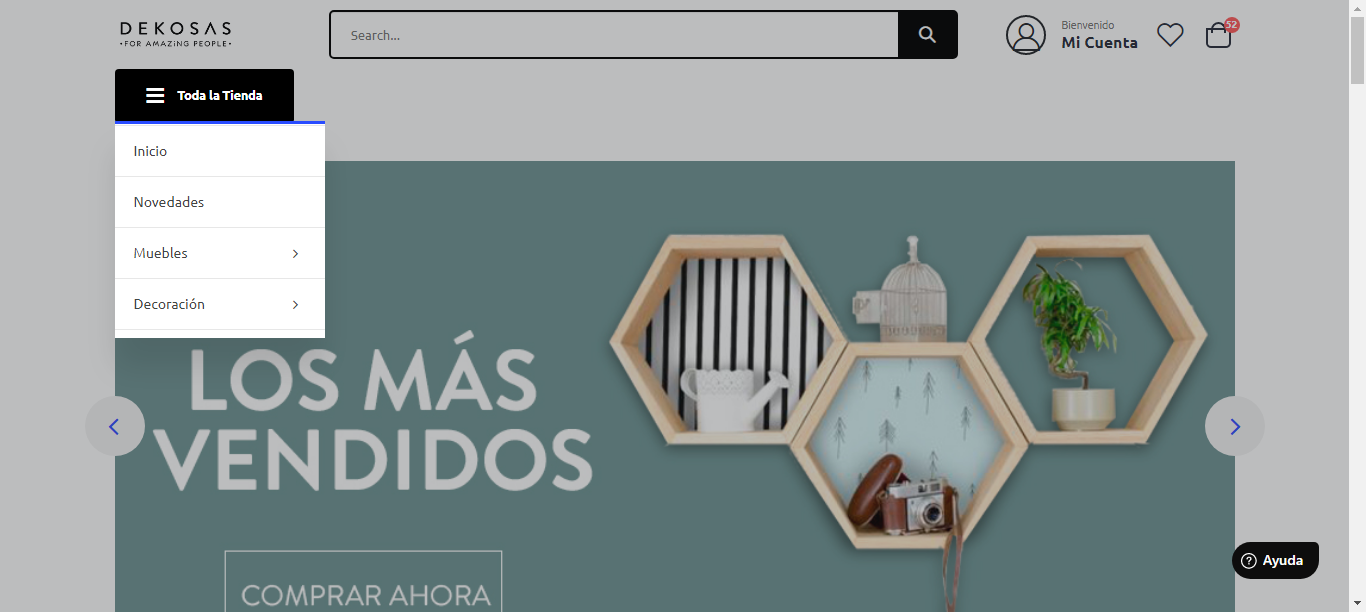 DEKOSAS
•FOR AMAZING PEOPLE•
Search...
Bienvenido
Mi Cuenta
52
Toda la Tienda
Inicio
Novedades
Muebles
Decoración
LOS MÁS
VENDIDOS
COMPRAR AHORA
Ayuda